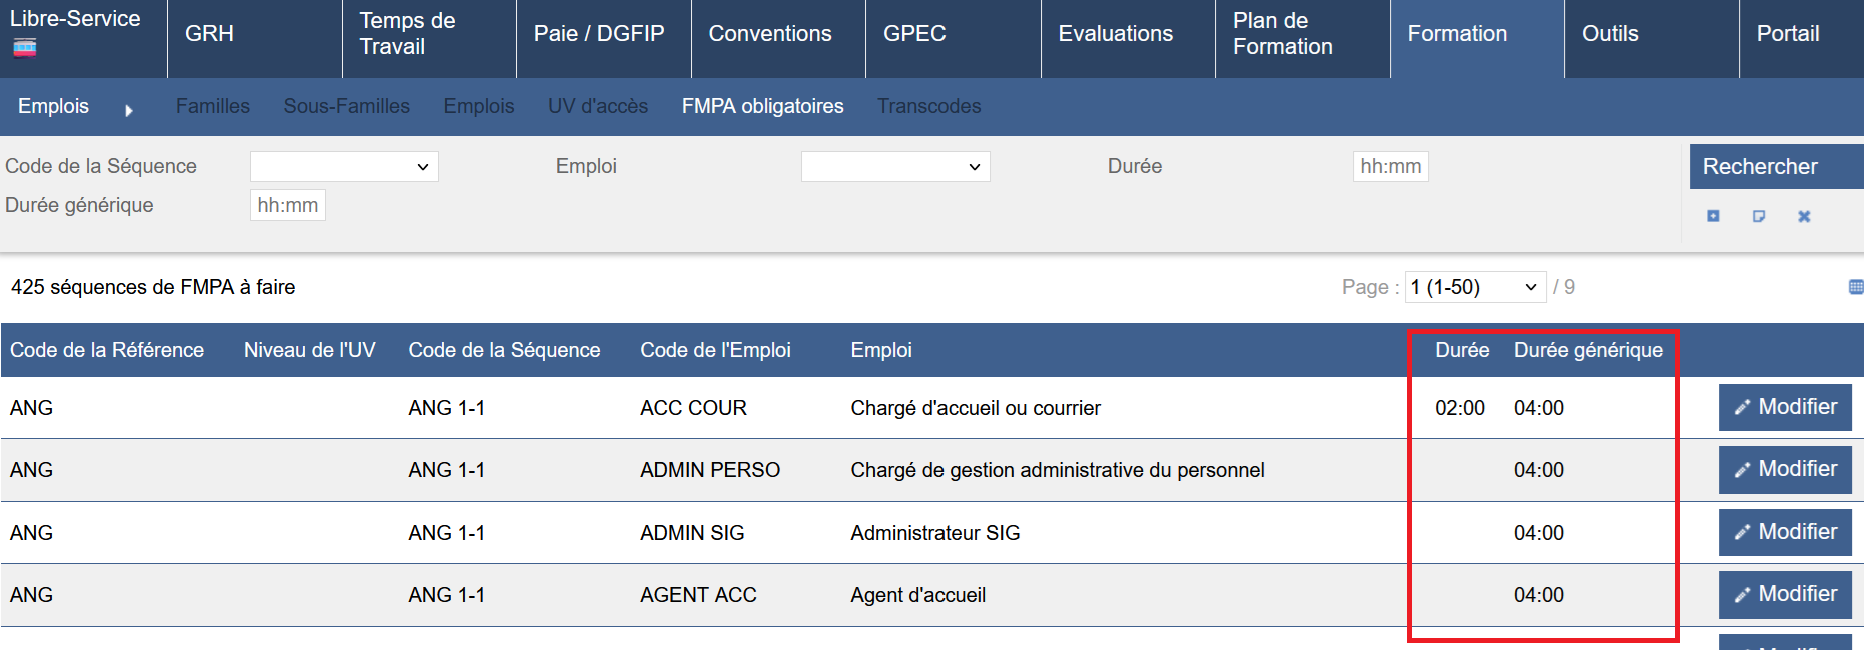 Libre-Service
GRH
Temps de
Travail
Paie / DGFIP
Conventions
GPEC
Evaluations
Plan de
Formation
Formation
Outils
Portail
Emplois
Familles
Sous-Familles
Emplois
UV d'accès
FMPA obligatoires
Transcodes
Code de la Séquence
Emploi
Durée
hh:mm
Rechercher
Durée générique
hh:mm
425 séquences de FMPA à faire
Page : 1 (1-50) / 9
Code de la Référence Niveau de l'UV Code de la Séquence Code de l'Emploi Emploi Durée Durée générique
ANG ANG 1-1 ACC COUR Chargé d'accueil ou courrier 02:00 04:00 Modifier
ANG ANG 1-1 ADMIN PERSO Chargé de gestion administrative du personnel 04:00 Modifier
ANG ANG 1-1 ADMIN SIG Administrateur SIG 04:00 Modifier
ANG ANG 1-1 AGENT ACC Agent d'accueil 04:00 Modifier